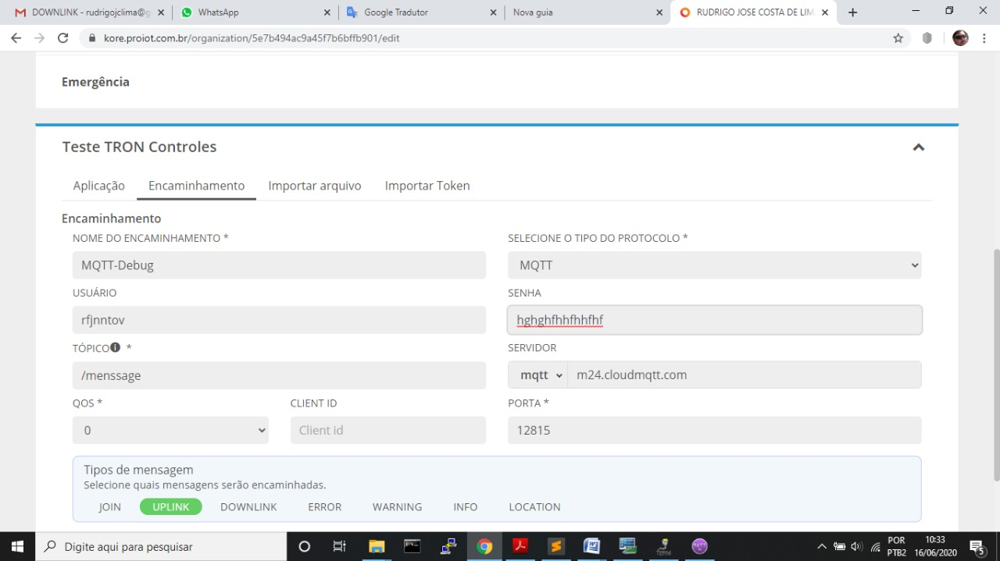 DOWNLINK - rudrigojclima@g
WhatsApp
Google Tradutor
Nova guia
RUDRIGO JOSE COSTA DE LIM
kore.proiot.com.br/organization/5e7b494ac9a45f7b6bffb901/edit
Emergência
Teste TRON Controles
Aplicação Encaminhamento Importar arquivo Importar Token
Encaminhamento
NOME DO ENCAMINHAMENTO * SELECIONE O TIPO DO PROTOCOLO *
MQTT-Debug MQTT
USUÁRIO SENHA
rfjnntov hghghfhhfhhfhf
TÓPICO * SERVIDOR
/menssage mqtt m24.cloudmqtt.com
QOS * CLIENT ID PORTA *
0 Client id 12815
Tipos de mensagem
Selecione quais mensagens serão encaminhadas.
JOIN UPLINK DOWNLINK ERROR WARNING INFO LOCATION
Digite aqui para pesquisar
TERM
MQTT
POR
PTB2
10:33
16/06/2020
5